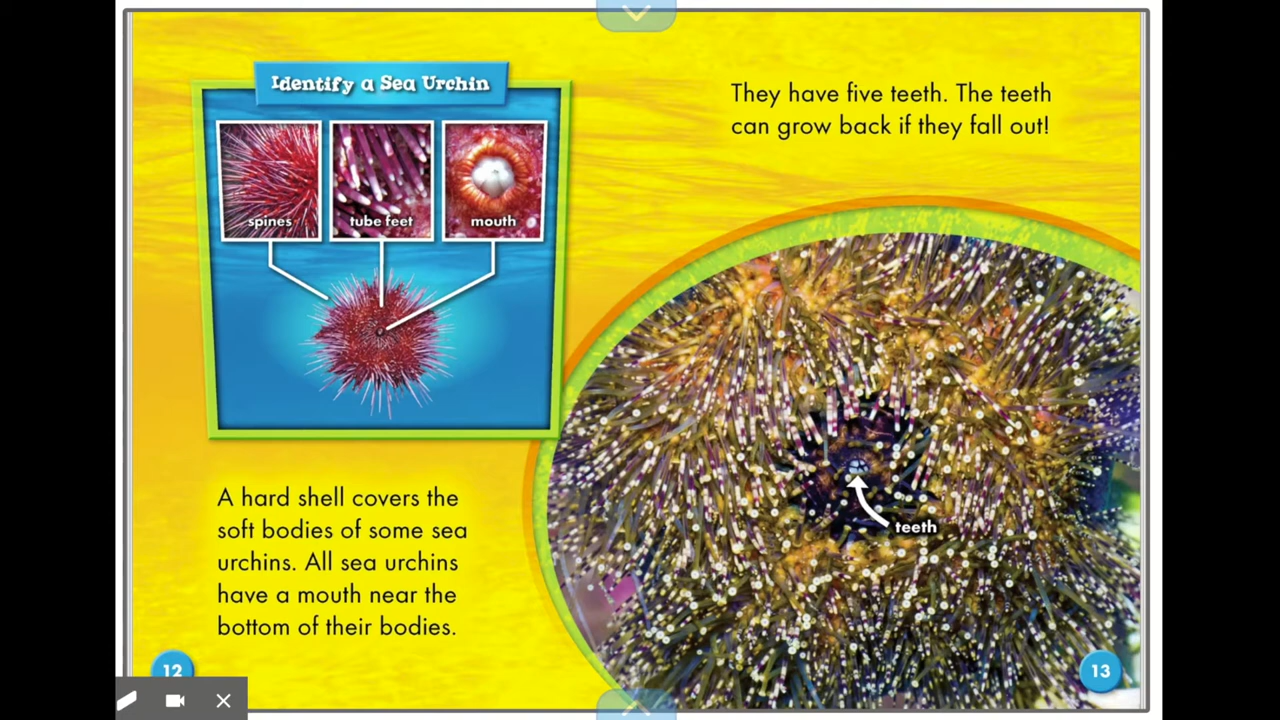 Identify a Sea Urchin
spines
tube feet
mouth
A hard shell covers the
soft bodies of some sea
urchins. All sea urchins
have a mouth near the
bottom of their bodies.
12
They have five teeth. The teeth
can grow back if they fall out!
teeth
13